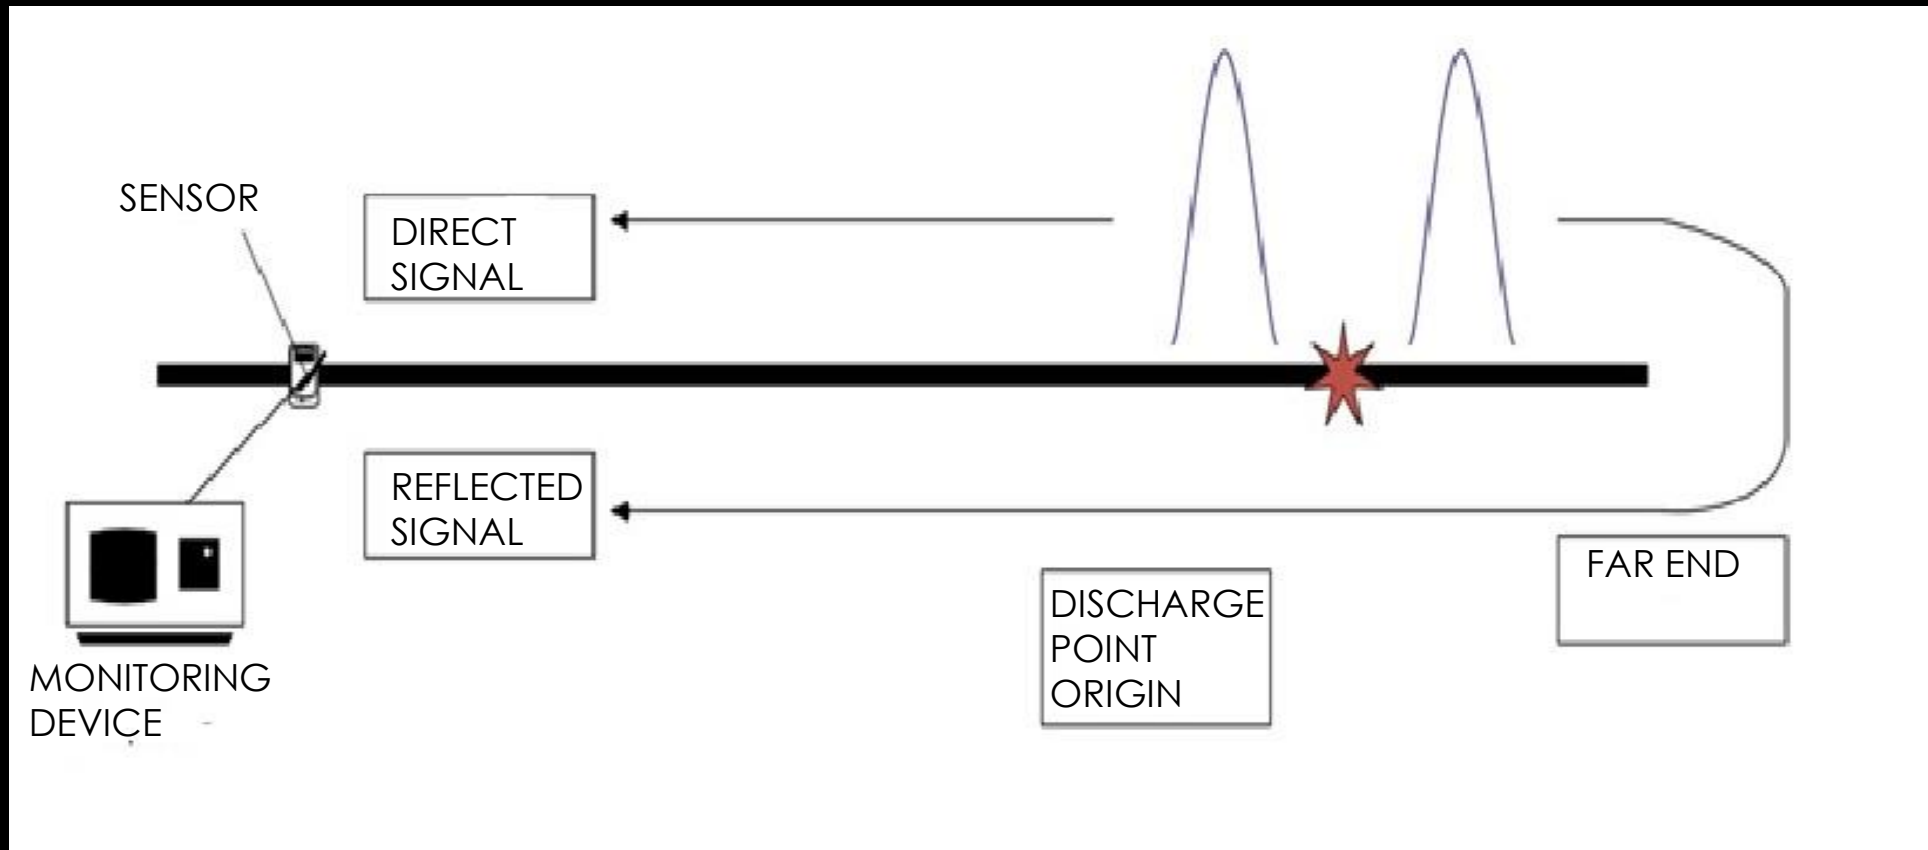 SENSOR
DIRECT
SIGNAL
REFLECTED
SIGNAL
FAR END
DISCHARGE
POINT
ORIGIN
MONITORING
DEVICE